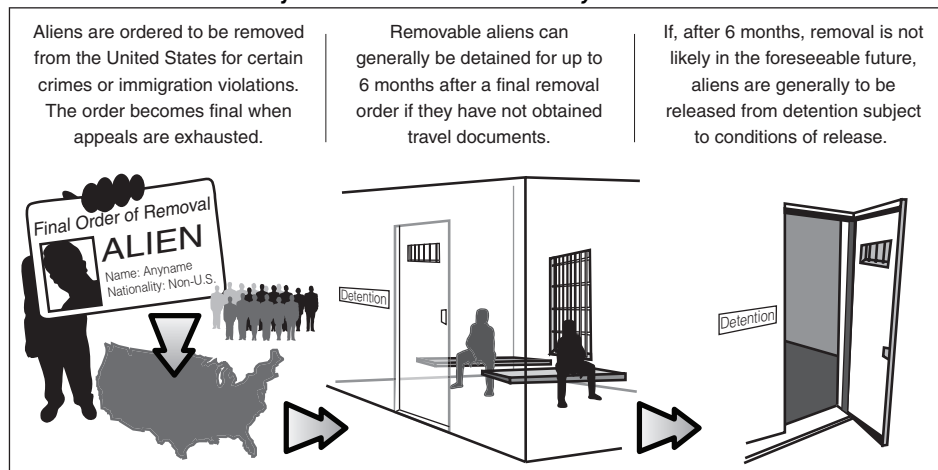 Aliens are ordered to be removed
from the United States for certain
crimes or immigration violations.
The order becomes final when
appeals are exhausted.
Removable aliens can
generally be detained for up to
6 months after a final removal
order if they have not obtained
travel documents.
If, after 6 months, removal is not
likely in the foreseeable future,
aliens are generally to be
released from detention subject
to conditions of release.
Final Order of Removal
ALIEN
Name: Anyname
Nationality: Non-U.S.
Detention
Detention